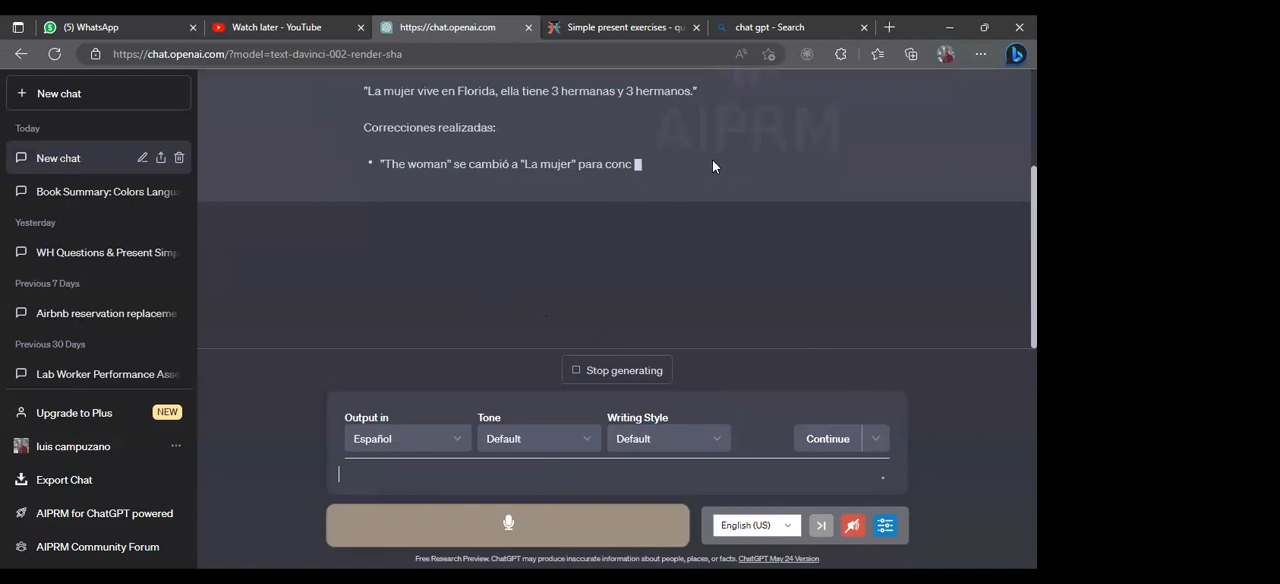 (5) WhatsApp
Watch later - YouTube
https://chat.openai.com
Simple present exercises - qu
chat gpt - Search
https://chat.openai.com/?model=text-davinci-002-render-sha
New chat
Today
New chat
Book Summary: Colors Langu
Yesterday
WH Questions & Present Simp
Previous 7 Days
Airbnb reservation replaceme
Previous 30 Days
Lab Worker Performance Asse
Upgrade to Plus
NEW
luis campuzano
Export Chat
AIPRM for ChatGPT powered
AIPRM Community Forum
"La mujer vive en Florida, ella tiene 3 hermanas y 3 hermanos."
AIPRM
Correcciones realizadas:
• "The woman" se cambió a "La mujer" para conc
Stop generating
Output in
Tone
Writing Style
Español
Default
Default
Continue
English (US)
Free Research Preview. ChatGPT may produce inaccurate information about people, places, or facts. ChatGPT May 24 Version